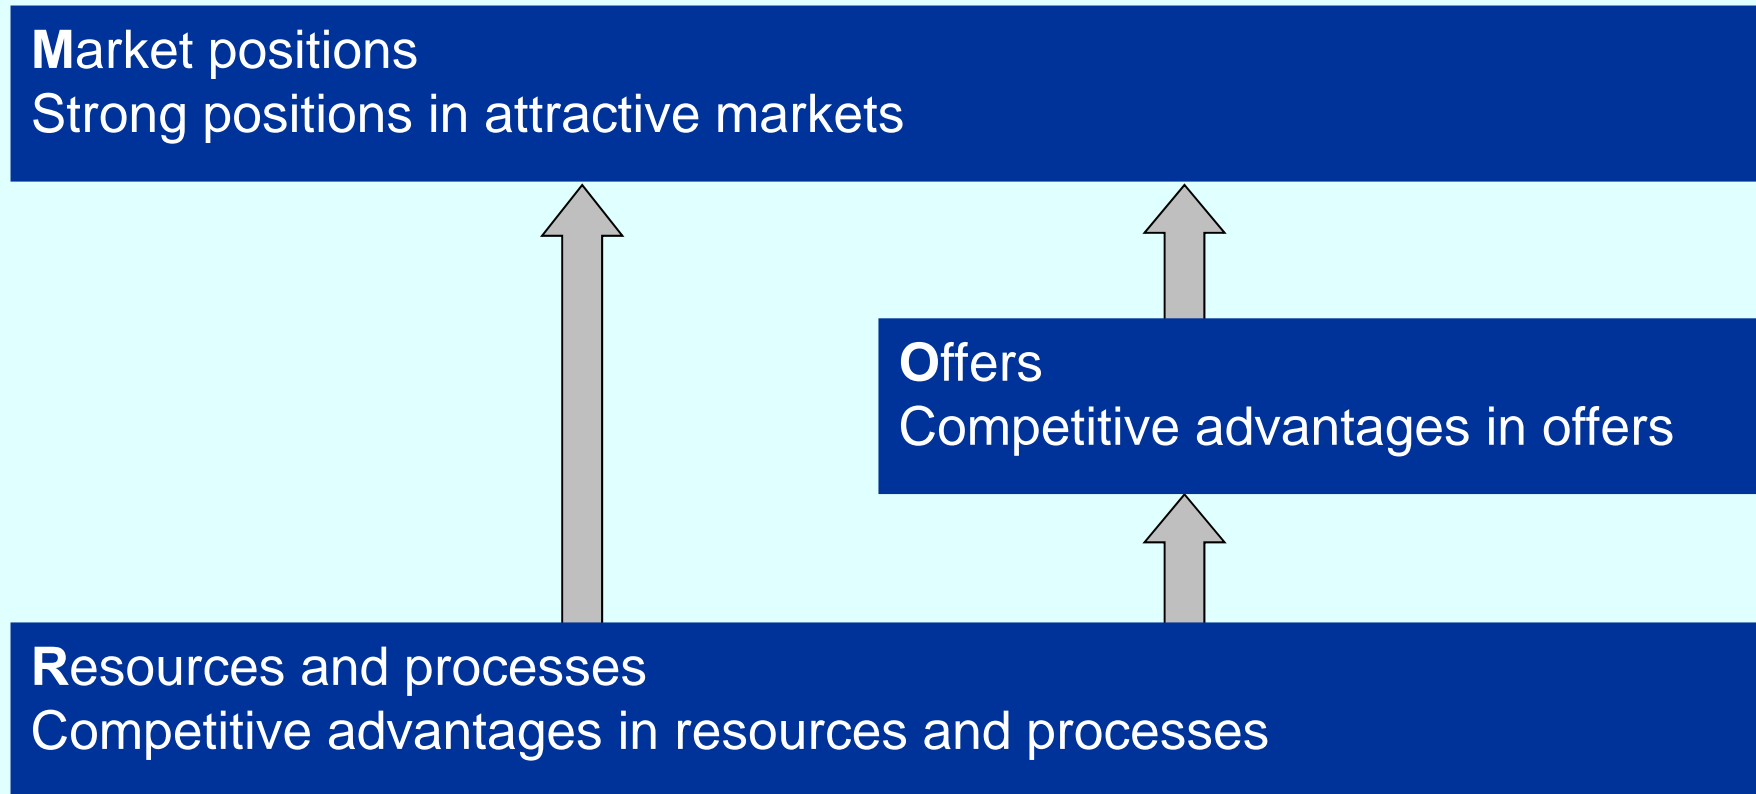 Market positions
Strong positions in attractive markets
Offers
Competitive advantages in offers
Resources and processes
Competitive advantages in resources and processes